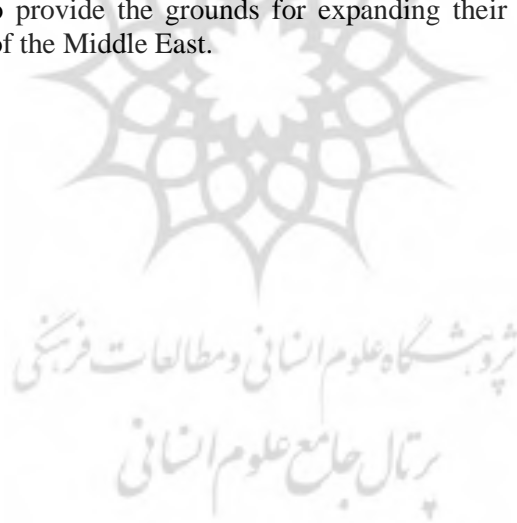 provide the grounds for expanding their
of the Middle East.
پژوهشگاه علوم انسانی و مطالعات فرهنگی
پرتال جامع علوم انسانی